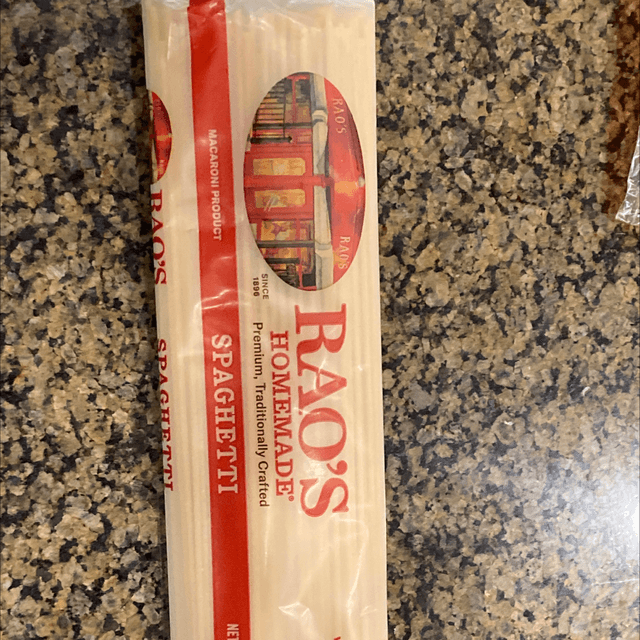 RAO'S
RAO'S
SINCE
1896
RAO'S
HOMEMADE®
Premium, Traditionally Crafted
MACARONI PRODUCT
SPAGHETTI
RAO'S
SPAGHETTI